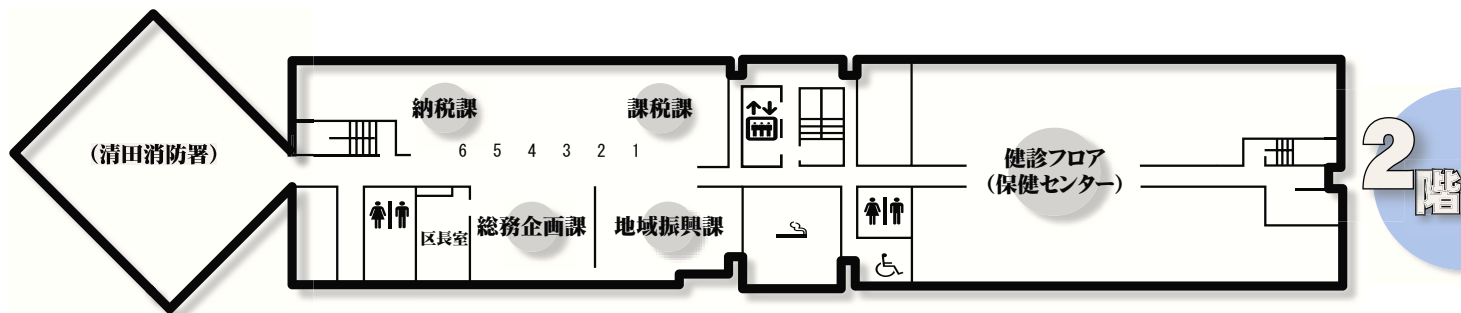 納税課
課税課
(清田消防署)
6 5 4 3 2 1
健診フロア
(保健センター)
2階
区長室
総務企画課
地域振興課